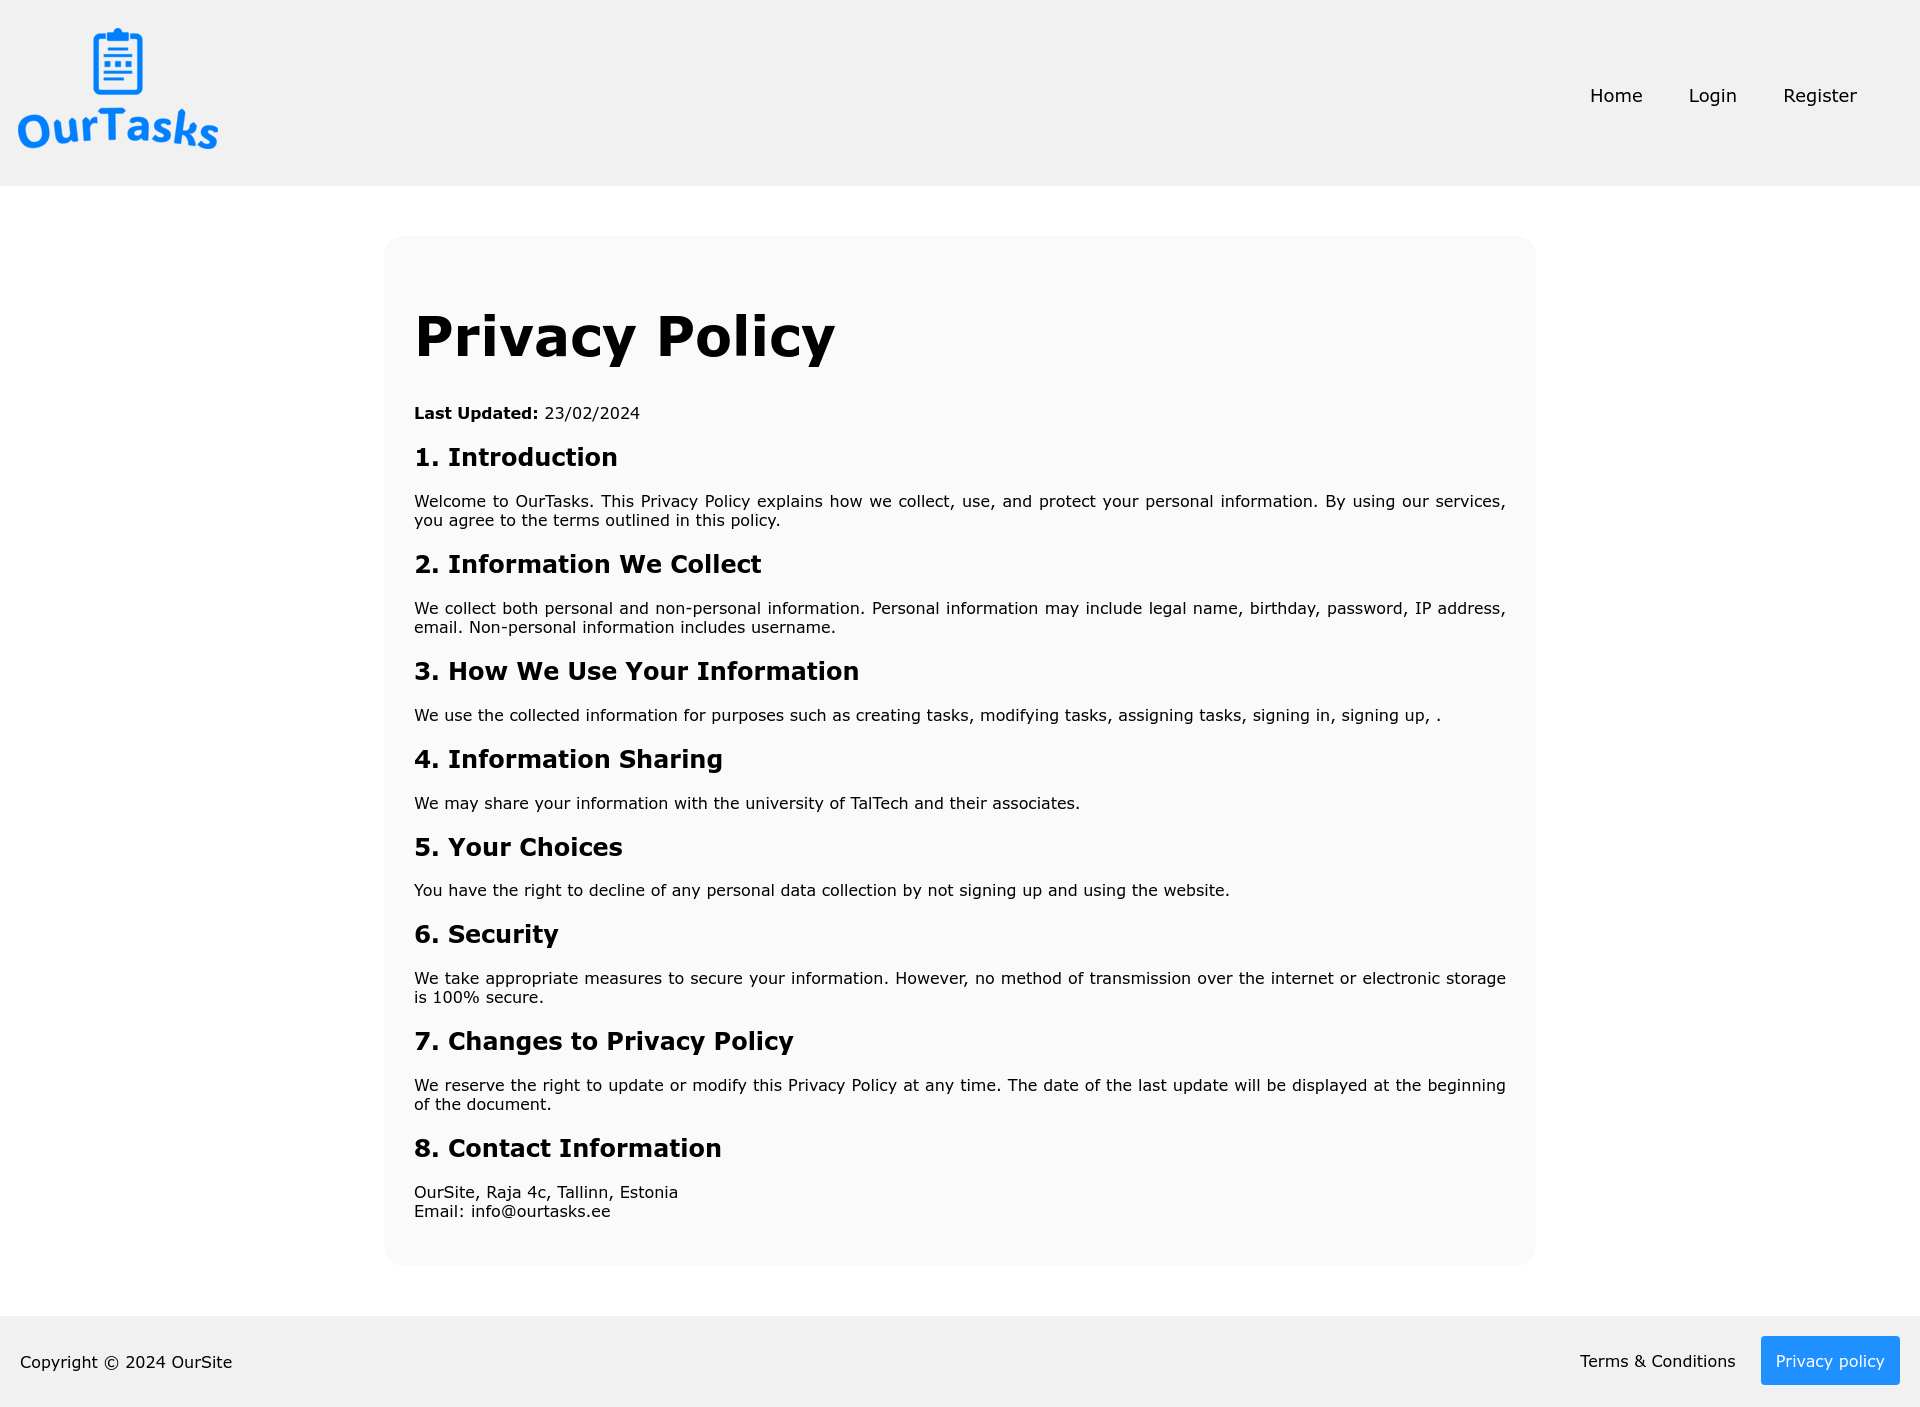 OurTasks
Home Login Register
Privacy Policy
Last Updated: 23/02/2024
1. Introduction
Welcome to OurTasks. This Privacy Policy explains how we collect, use, and protect your personal information. By using our services,
you agree to the terms outlined in this policy.
2. Information We Collect
We collect both personal and non-personal information. Personal information may include legal name, birthday, password, IP address,
email. Non-personal information includes username.
3. How We Use Your Information
We use the collected information for purposes such as creating tasks, modifying tasks, assigning tasks, signing in, signing up, .
4. Information Sharing
We may share your information with the university of TalTech and their associates.
5. Your Choices
You have the right to decline of any personal data collection by not signing up and using the website.
6. Security
We take appropriate measures to secure your information. However, no method of transmission over the internet or electronic storage
is 100% secure.
7. Changes to Privacy Policy
We reserve the right to update or modify this Privacy Policy at any time. The date of the last update will be displayed at the beginning
of the document.
8. Contact Information
OurSite, Raja 4c, Tallinn, Estonia
Email: info@ourtasks.ee
Copyright © 2024 OurSite Terms & Conditions Privacy policy